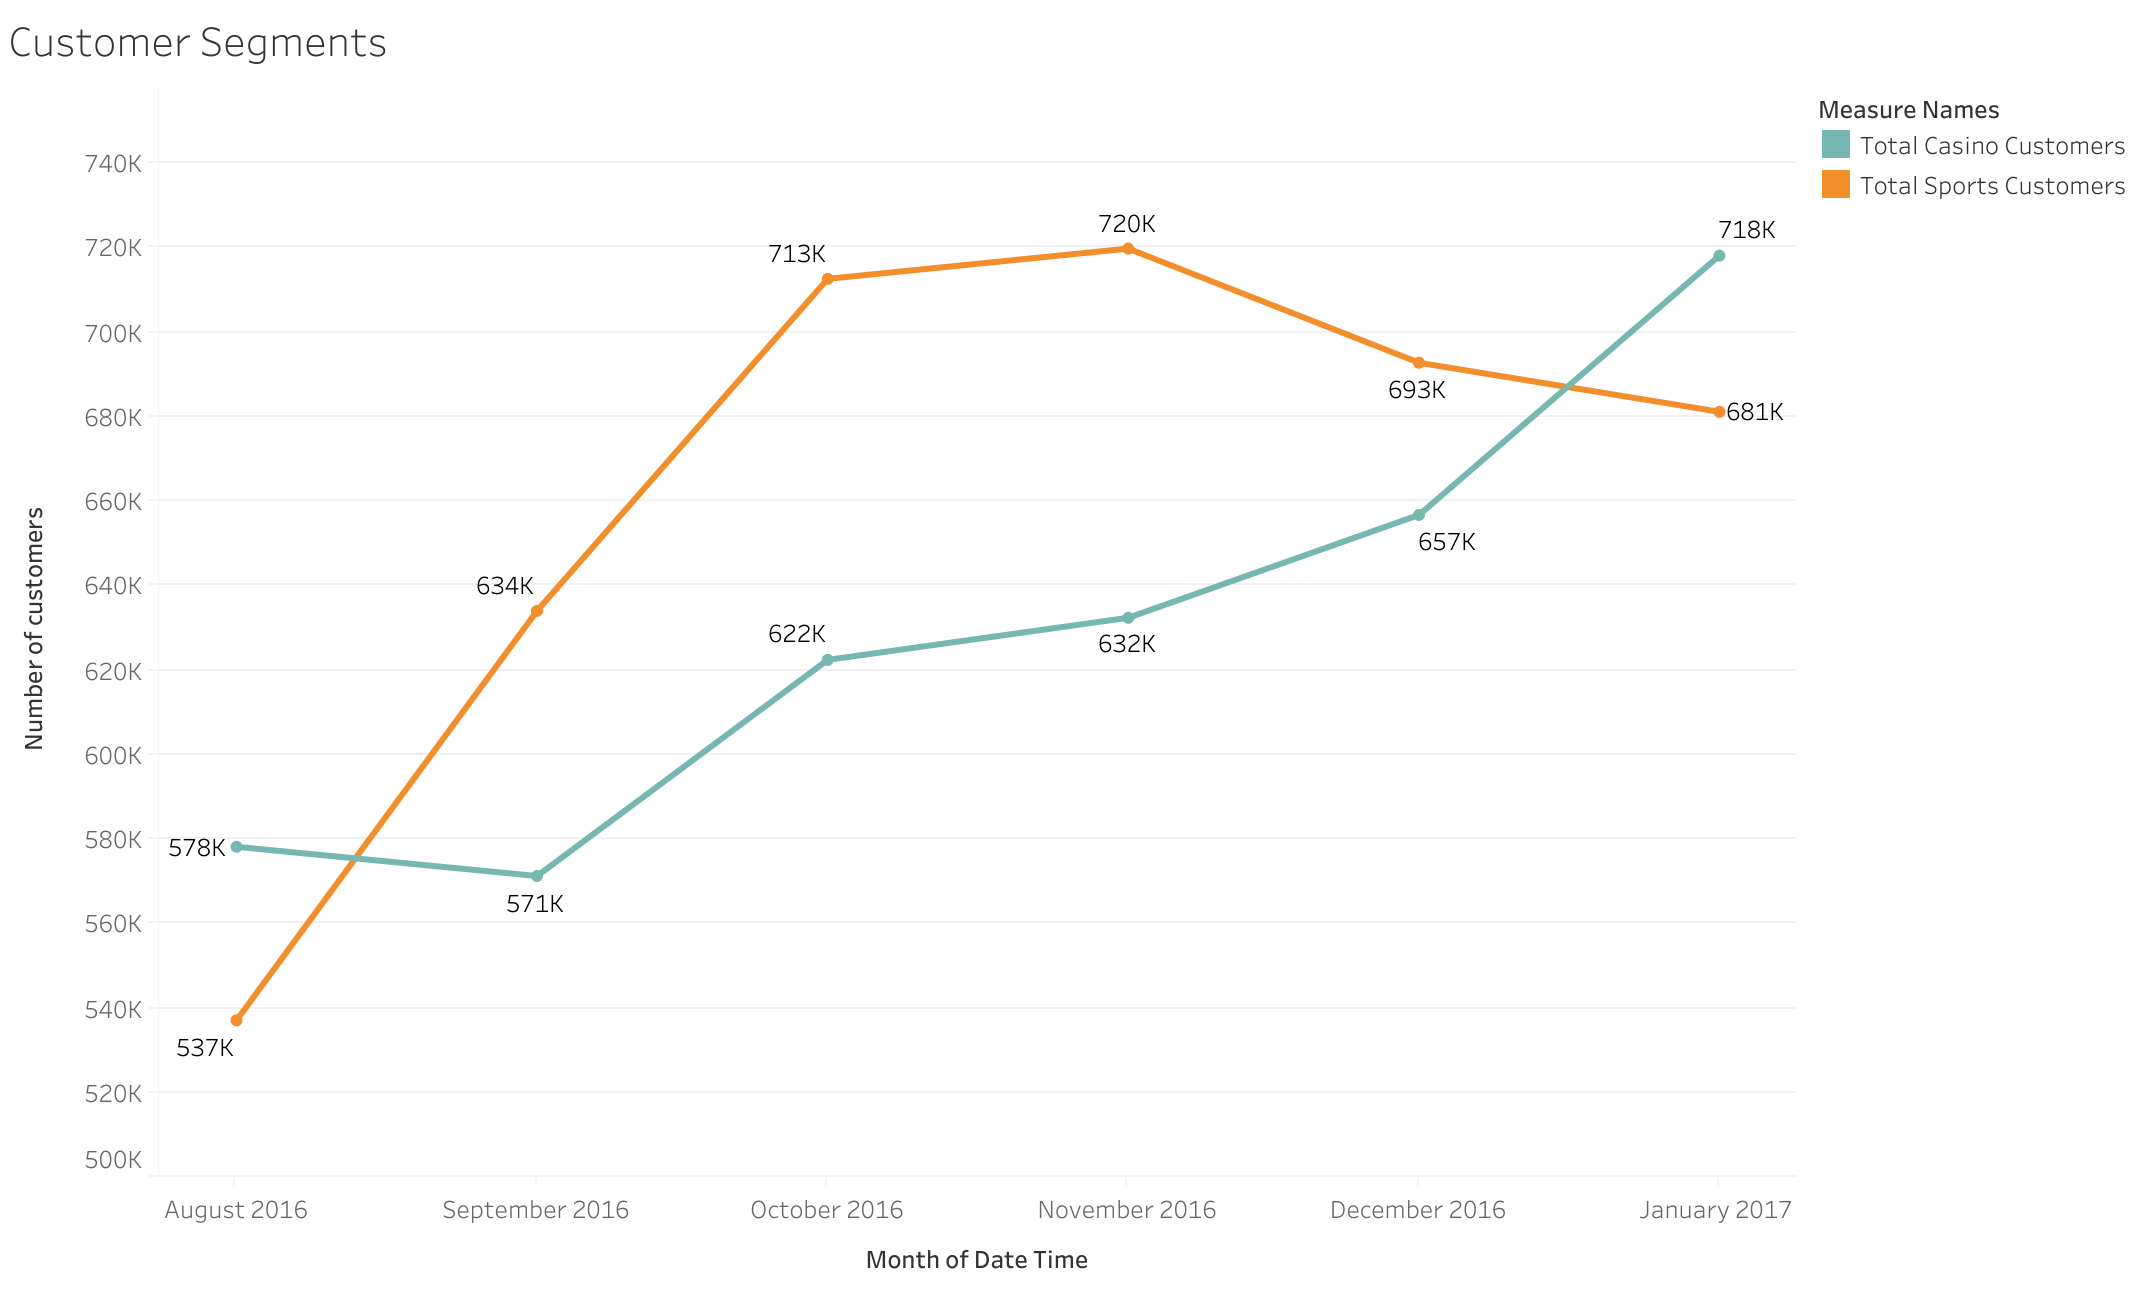 Customer Segments
Measure Names
Total Casino Customers
Total Sports Customers
Number of customers
740K
720K
700K
680K
660K
640K
620K
600K
580K
560K
540K
520K
500K
578K
537K
634K
571K
713K
622K
720K
632K
693K
657K
718K
681K
August 2016
September 2016
October 2016
November 2016
December 2016
January 2017
Month of Date Time